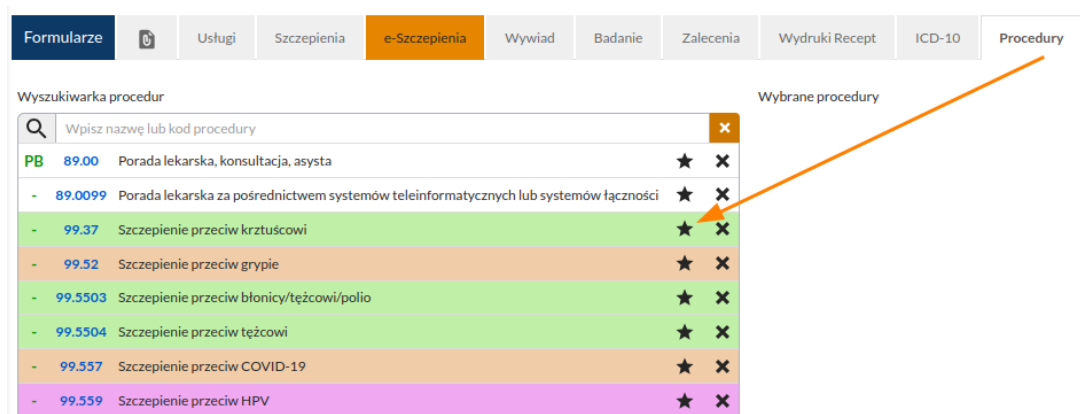 Formularze Usługi Szczepienia e-Szczepienia Wywiad Badanie Zalecenia Wydruki Recept ICD-10 Procedury
Wyszukiwarka procedur
Wybrane procedury
Wpisz nazwę lub kod procedury
PB 89.00 Porada lekarska, konsultacja, asysta
- 89.0099 Porada lekarska za pośrednictwem systemów teleinformatycznych lub systemów łączności
- 99.37 Szczepienie przeciw krztuścowi
- 99.52 Szczepienie przeciw grypie
- 99.5503 Szczepienie przeciw błonicy/tężcowi/polio
- 99.5504 Szczepienie przeciw tężcowi
- 99.557 Szczepienie przeciw COVID-19
- 99.559 Szczepienie przeciw HPV